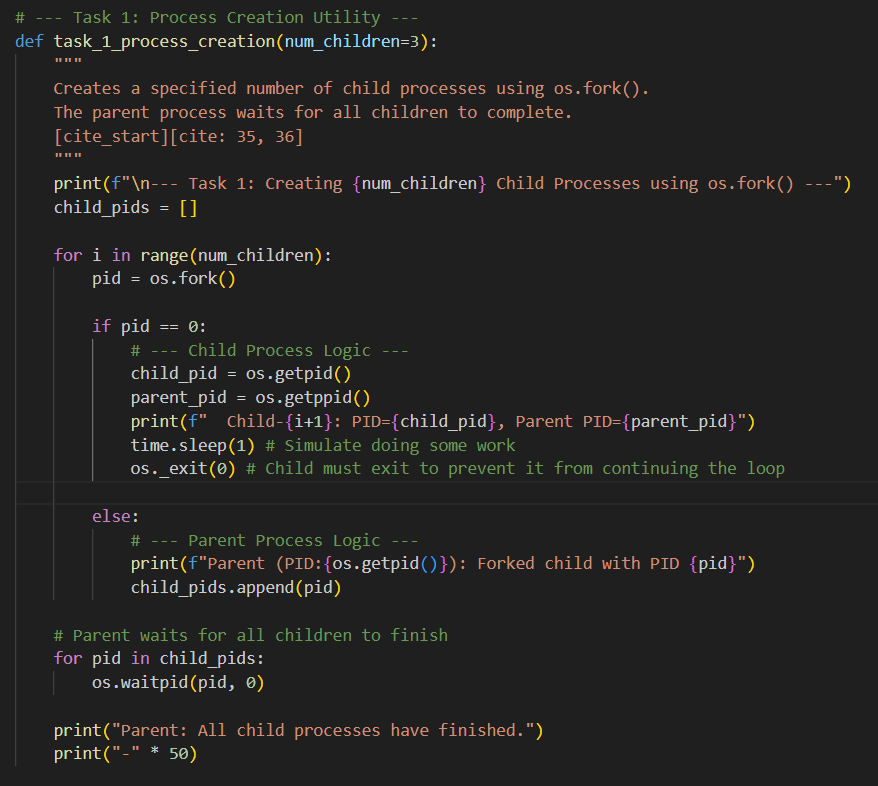 # --- Task 1: Process Creation Utility ---
def task_1_process_creation(num_children=3):
    """
    Creates a specified number of child processes using os.fork().
    The parent process waits for all children to complete.
    [cite_start][cite: 35, 36]
    """
    print(f"\n--- Task 1: Creating {num_children} Child Processes using os.fork() ---")
    child_pids = []

    for i in range(num_children):
        pid = os.fork()

        if pid == 0:
            # --- Child Process Logic ---
            child_pid = os.getpid()
            parent_pid = os.getppid()
            print(f"  Child-{i+1}: PID={child_pid}, Parent PID={parent_pid}")
            time.sleep(1) # Simulate doing some work
            os._exit(0) # Child must exit to prevent it from continuing the loop

        else:
            # --- Parent Process Logic ---
            print(f"Parent (PID:{os.getpid()}): Forked child with PID {pid}")
            child_pids.append(pid)

    # Parent waits for all children to finish
    for pid in child_pids:
        os.waitpid(pid, 0)

    print("Parent: All child processes have finished.")
    print("-" * 50)